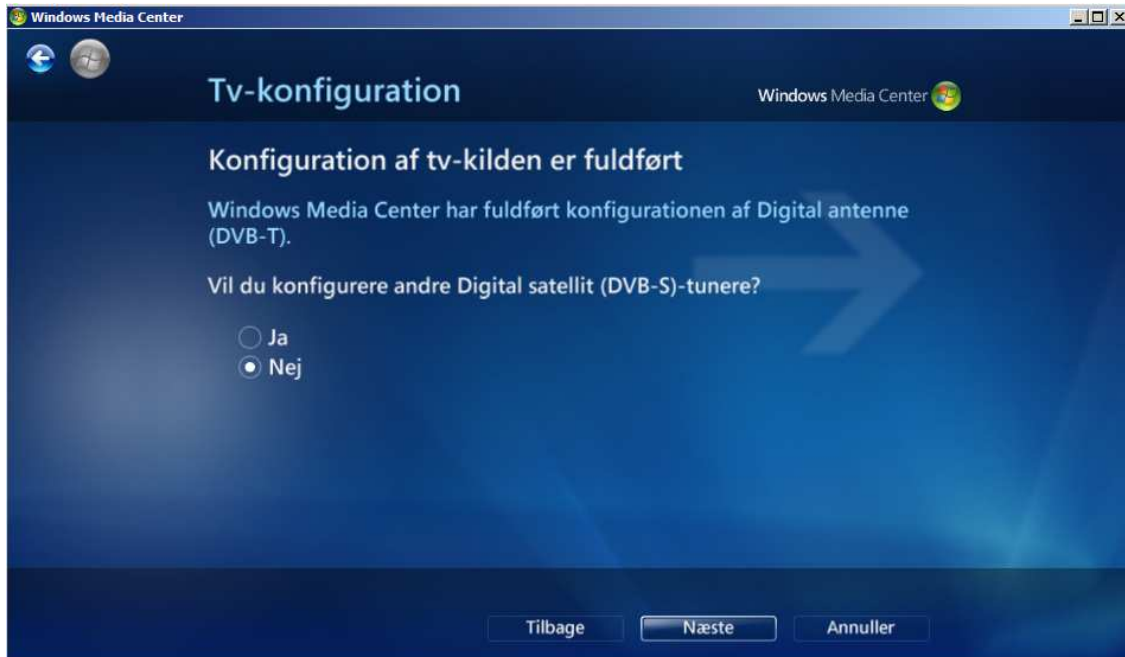 Windows Media Center
Tv-konfiguration
Windows Media Center
Konfiguration af tv-kilden er fuldført
Windows Media Center har fuldført konfigurationen af Digital antenne
(DVB-T).
Vil du konfigurere andre Digital satellit (DVB-S)-tunere?
Ja
Nej
Tilbage Næste Annuller